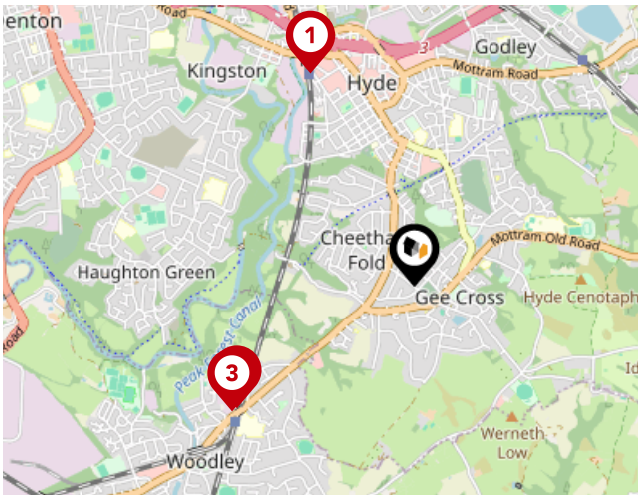 enton
Road
1
3
Godley
Kingston
Hyde
Mottram Road
Cheetha
Fold
Mottram Old Road
Haughton Green
Gee Cross
Hyde Cenotaph
Peak Forest Canal
Road
3
Id
Werneth
Low
Woodley